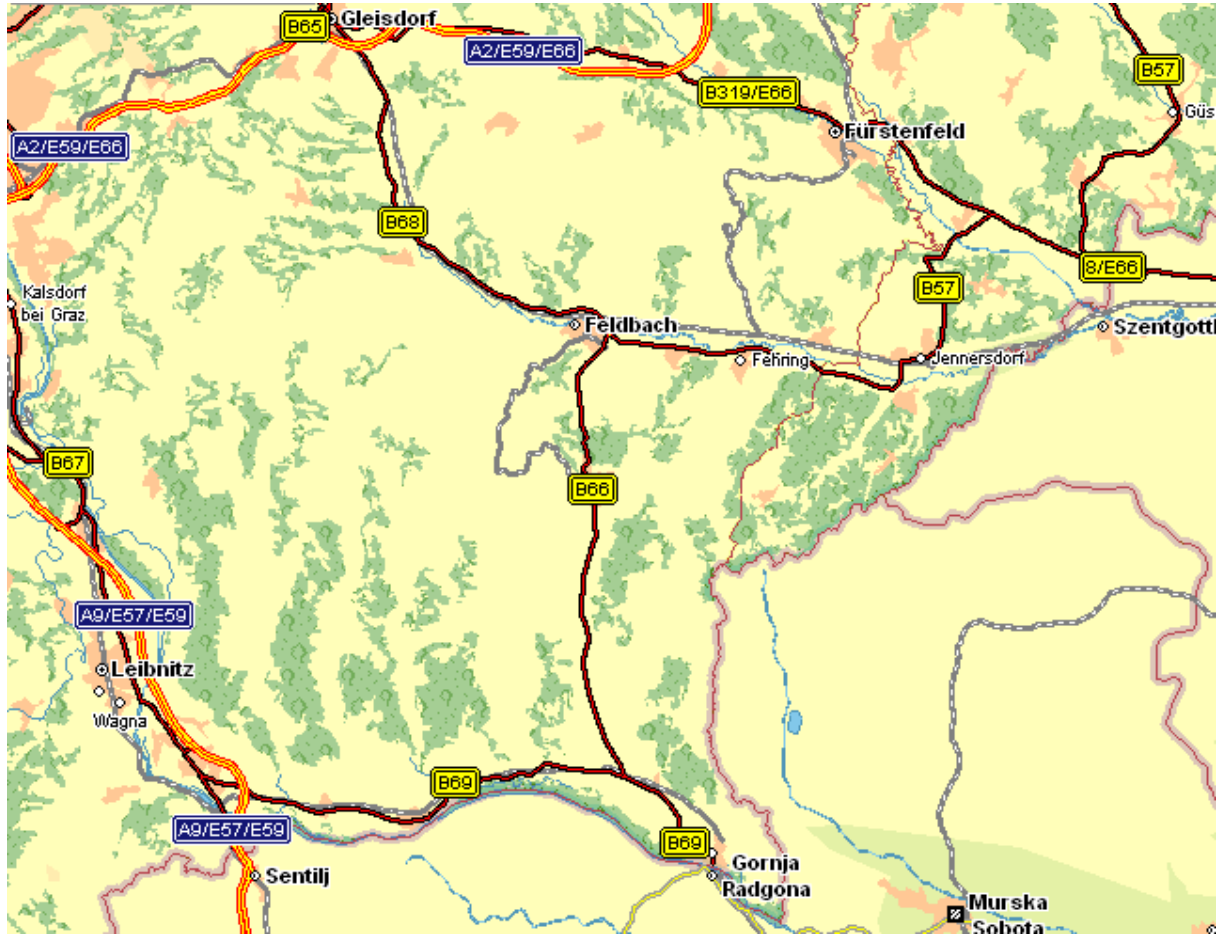 B65
Gleisdorf
A2/E59/E66
B57
B319/E66
Güs
Fürstenfeld
A2/E59/E66
B68
8/E66
B57
Kalsdorf
bei Graz
Feldbach
Szentgottl
Fehring
Jennersdorf
B67
B66
A9/E57/E59
Leibnitz
Wagna
B69
A9/E57/E59
B69
Gornja
Radgona
Sentilj
Murska
Sobota